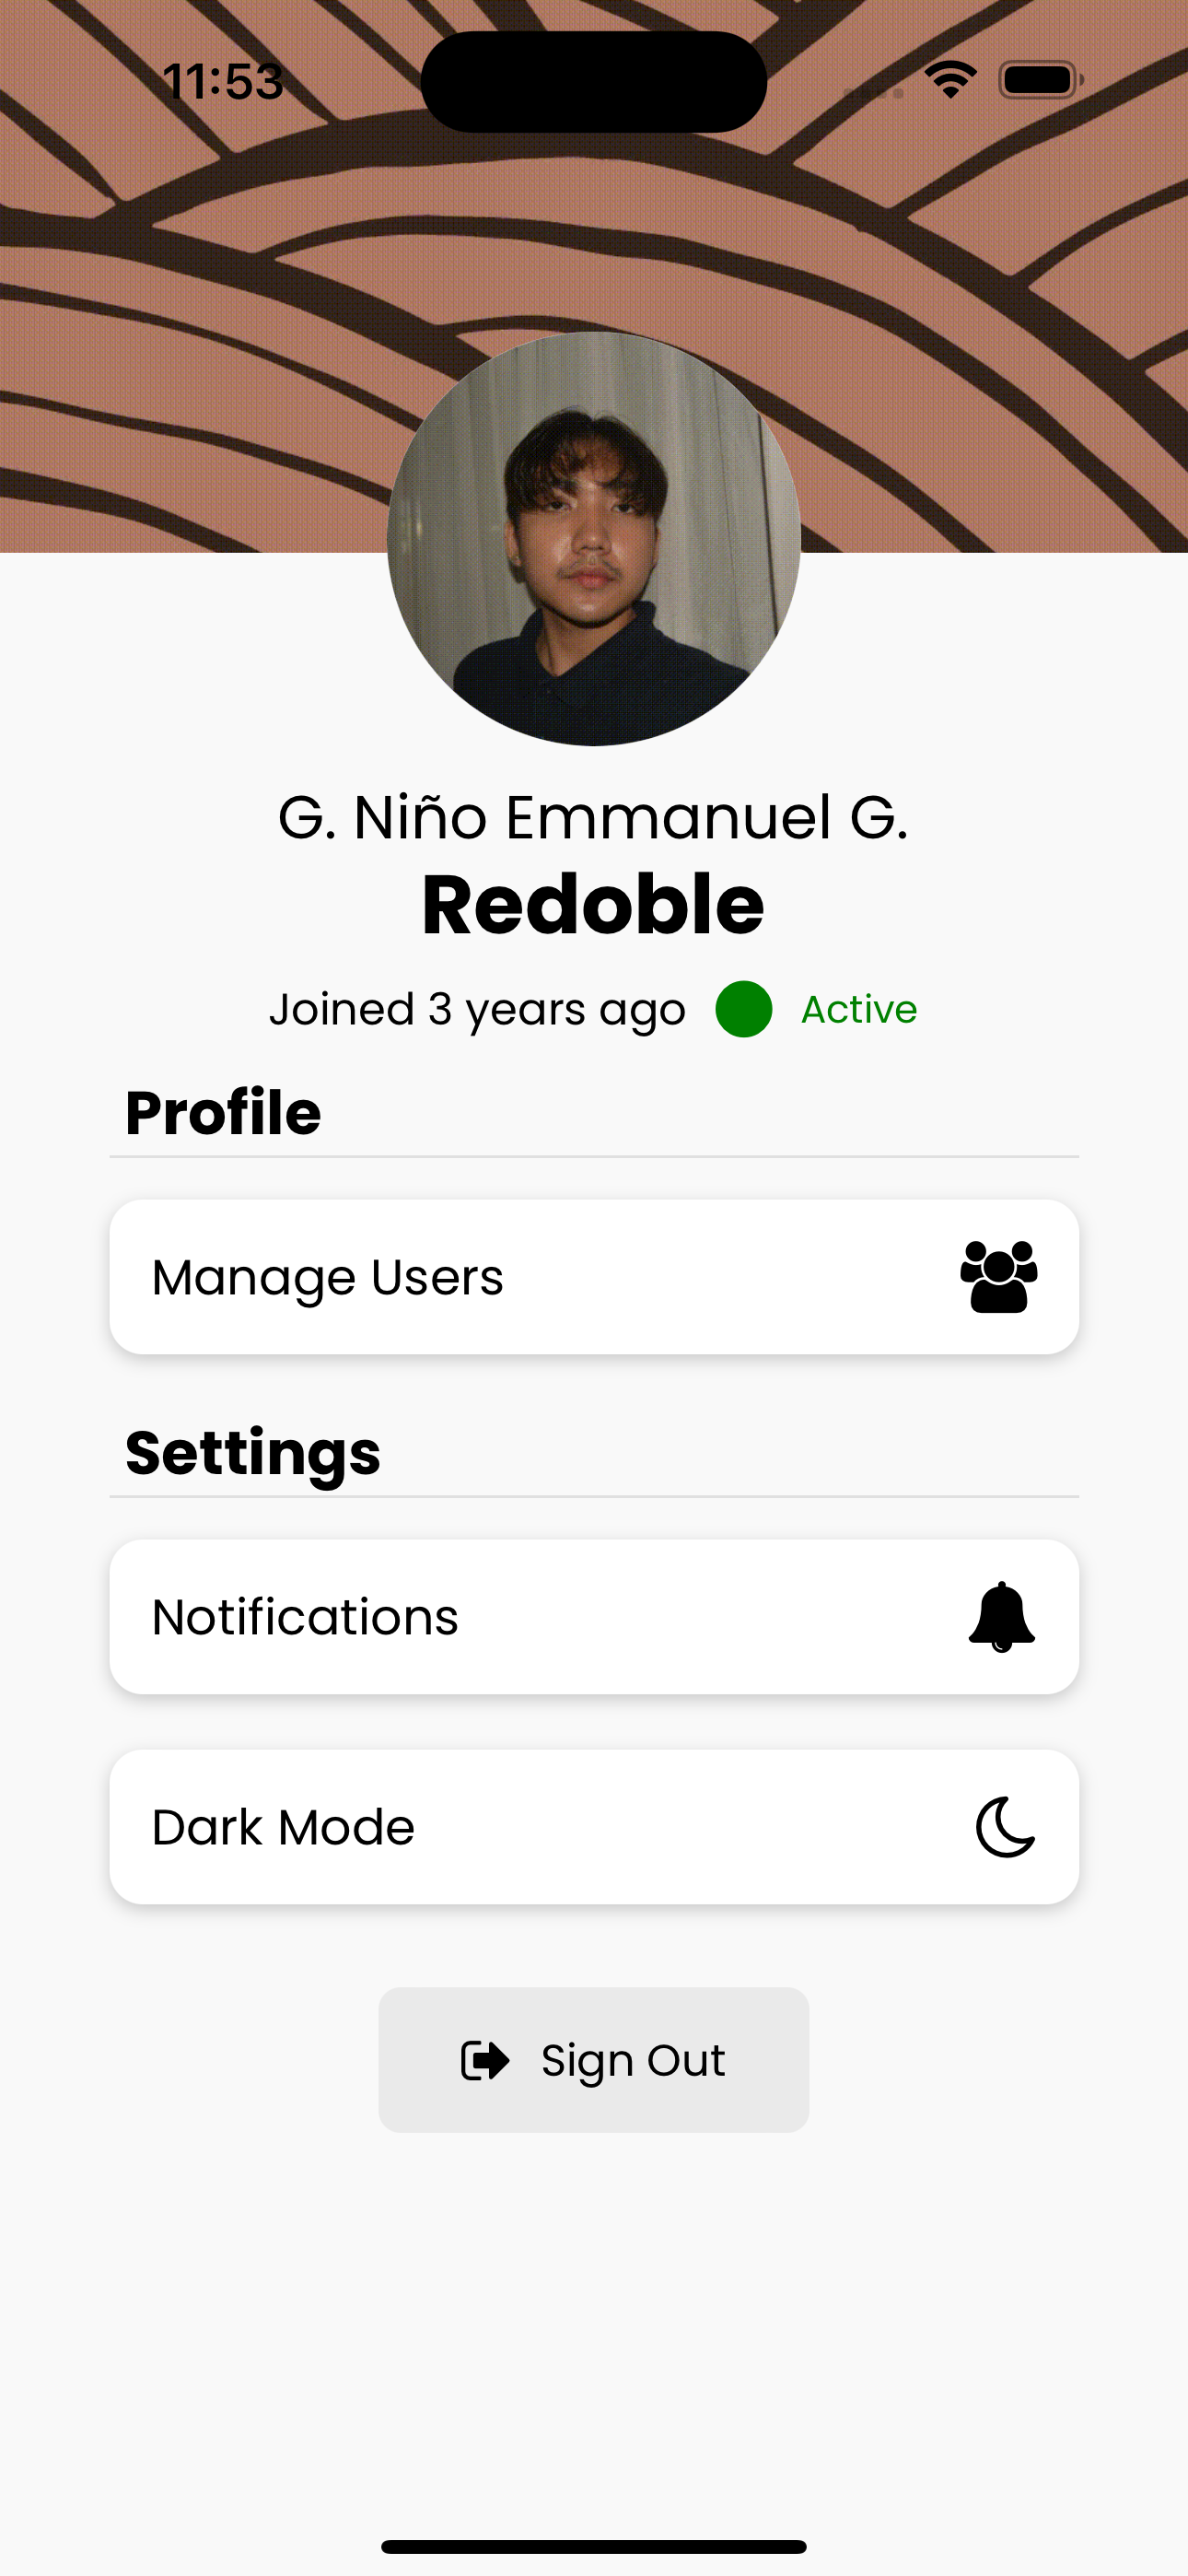 11:53
G. Niño Emmanuel G.
Redoble
Joined 3 years ago Active
Profile
Manage Users
Settings
Notifications
Dark Mode
Sign Out